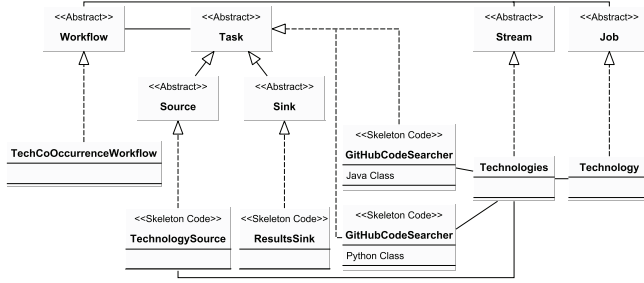 <<Abstract>>
Workflow
<<Abstract>>
Task
<<Abstract>>
Stream
<<Abstract>>
Job
<<Abstract>>
Source
<<Abstract>>
Sink
TechCoOccurrenceWorkflow
<<Skeleton Code>>
GitHubCodeSearcher
Java Class
Technologies
Technology
<<Skeleton Code>>
TechnologySource
<<Skeleton Code>>
ResultsSink
<<Skeleton Code>>
GitHubCodeSearcher
Python Class